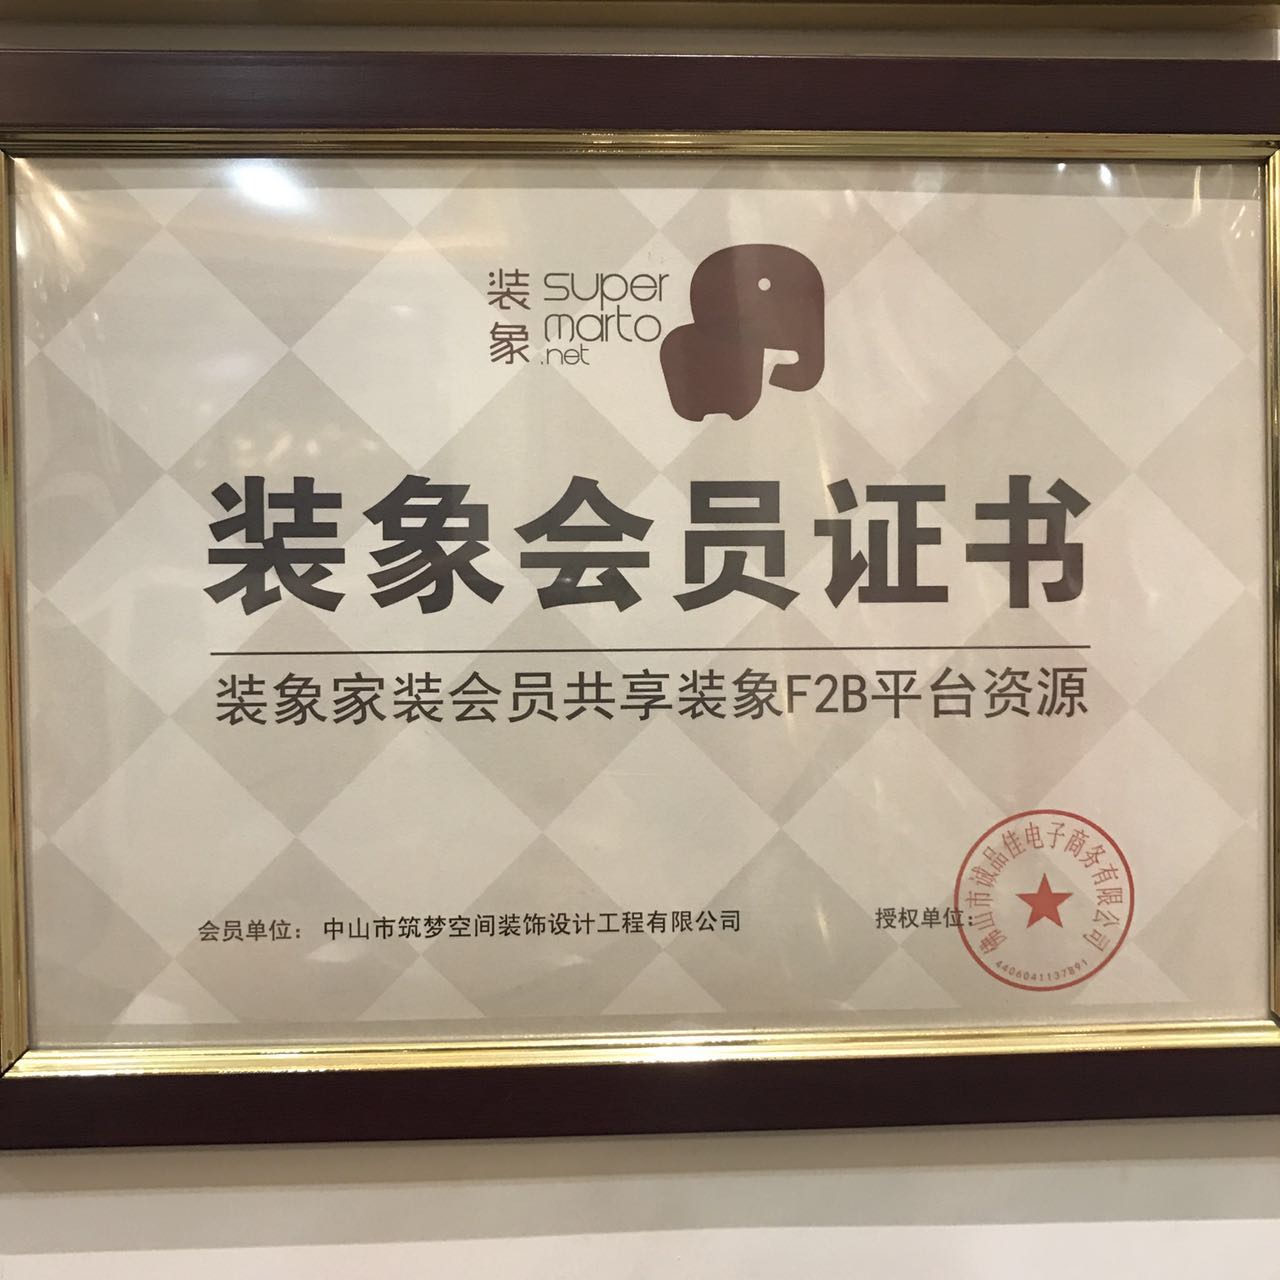 装象
super
marto
.net
装象会员证书
装象家装会员共享装象F2B平台资源
会员单位：中山市筑梦空间装饰设计工程有限公司
授权单位：
佛山市诚品佳电子商务有限公司
4406041137891